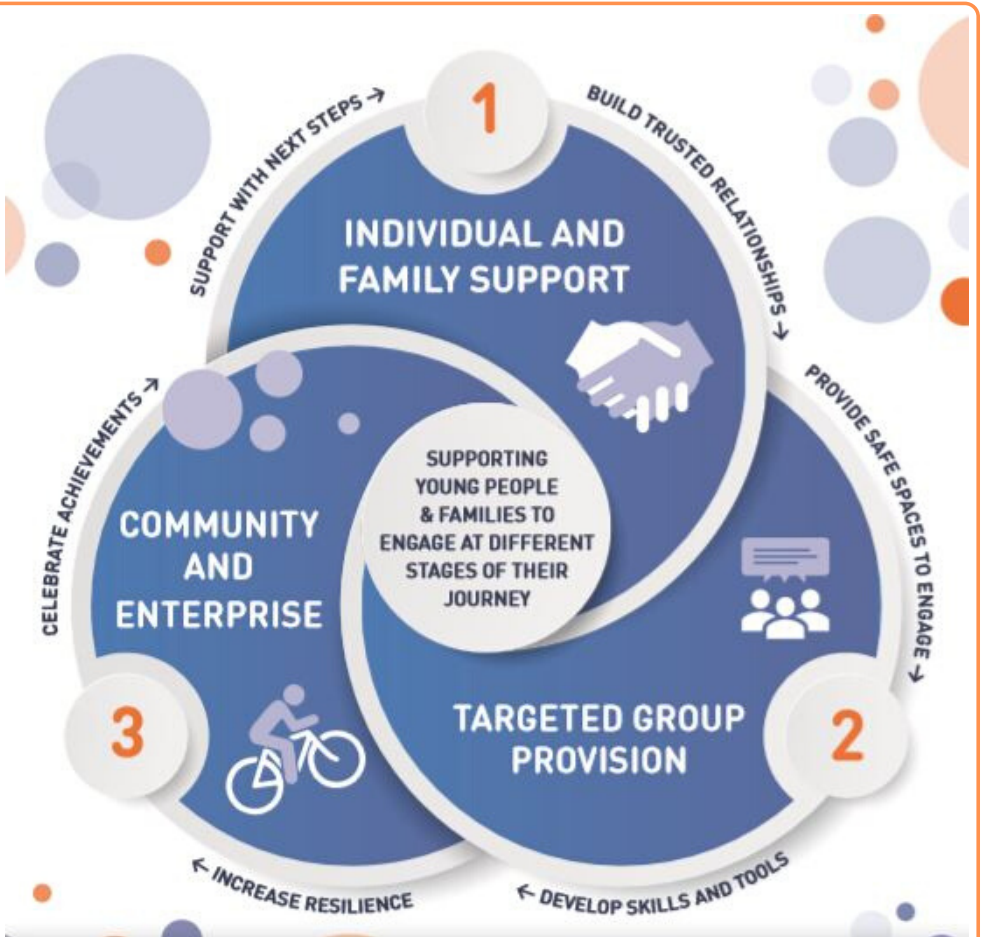 1
SUPPORT WITH NEXT STEPS →
BUILD TRUSTED RELATIONSHIPS →
INDIVIDUAL AND
FAMILY SUPPORT
PROVIDE SAFE SPACES TO ENGAGE →
SUPPORTING
YOUNG PEOPLE
& FAMILIES TO
ENGAGE AT DIFFERENT
STAGES OF THEIR
JOURNEY
2
TARGETED GROUP
PROVISION
← DEVELOP SKILLS AND TOOLS
← INCREASE RESILIENCE
3
COMMUNITY
AND
ENTERPRISE
CELEBRATE ACHIEVEMENTS →